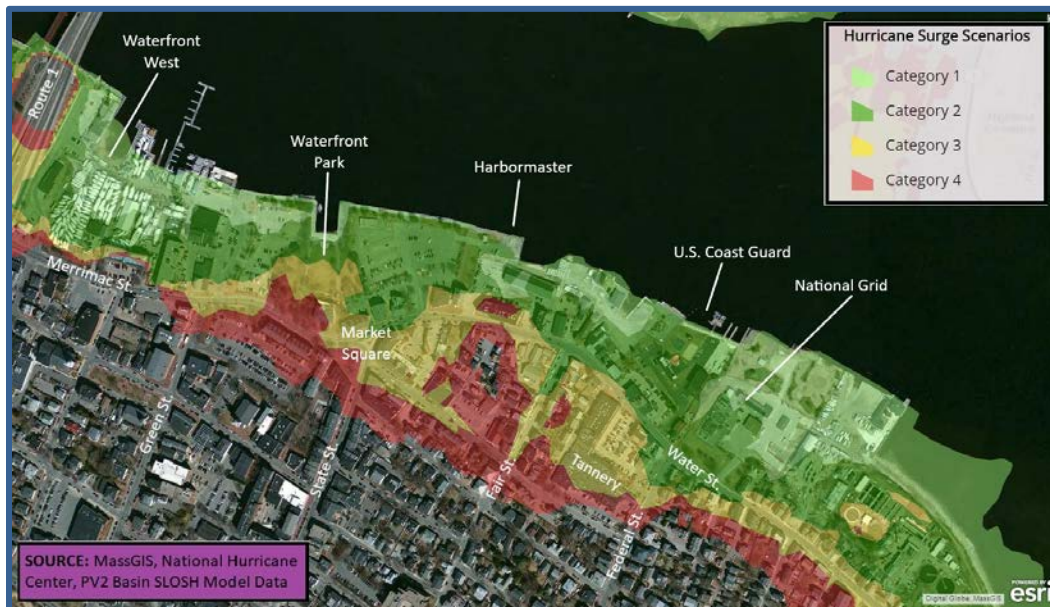 Hurricane Surge Scenarios
Category 1
Category 2
Category 3
Category 4
Waterfront
West
Route 1
Waterfront
Park
Harbormaster
U.S. Coast Guard
National Grid
Merrimac St.
Market
Square
Green St.
State St.
Fair St.
Tannery
Water St.
Federal St.
SOURCE: MassGIS, National Hurricane
Center, PV2 Basin SLOSH Model Data
POWERED BY
esri
Digital Globe, MassGIS